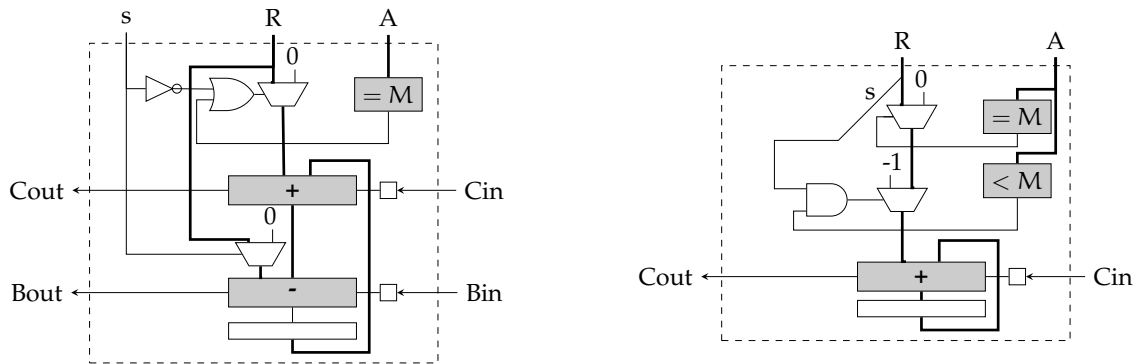 s R A
0
= M
+
Cout Cin
0
-
Bout Bin
R A
s 0
= M
-1
< M
+
Cout Cin